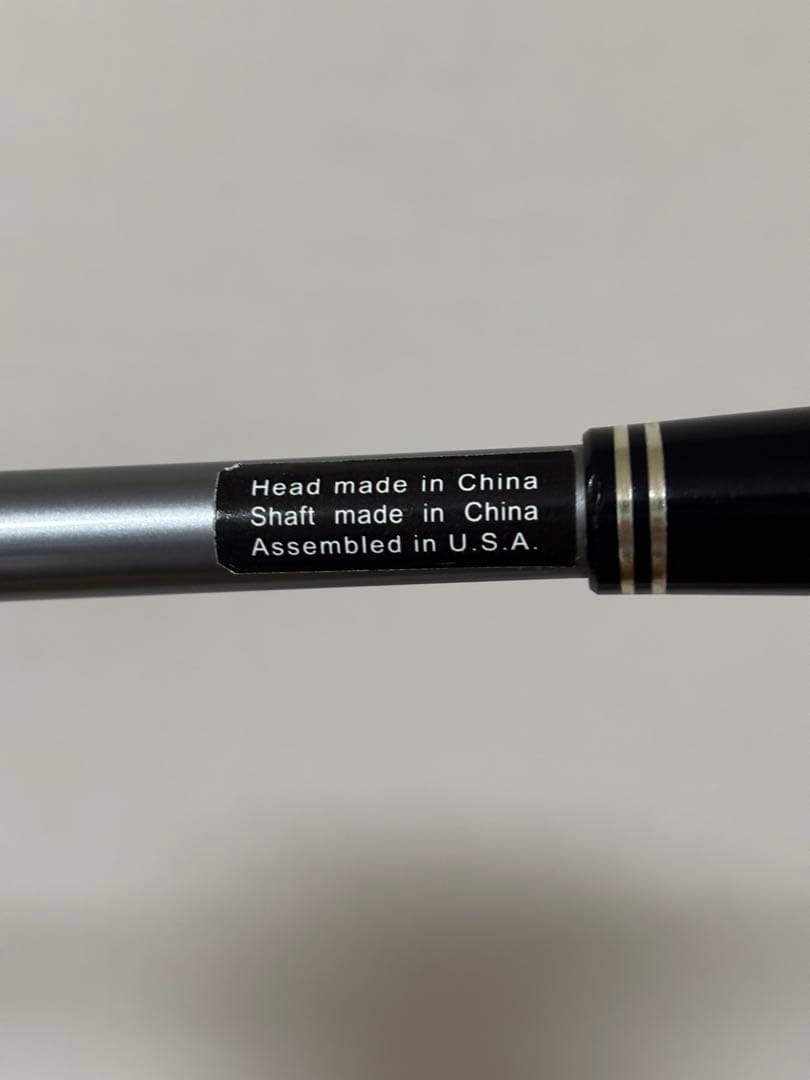 Head made in China
Shaft made in China
Assembled in U.S.A.